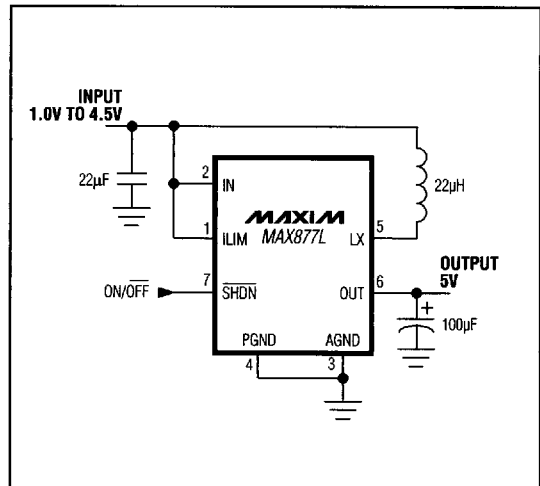 INPUT
1.0V TO 4.5V
22µF
2
IN
1
ILIM
MAXIM
MAX877L
LX
5
22µH
ON/OFF
7
SHDN
OUT
6
OUTPUT
5V
+
100µF
PGND
AGND
4
3